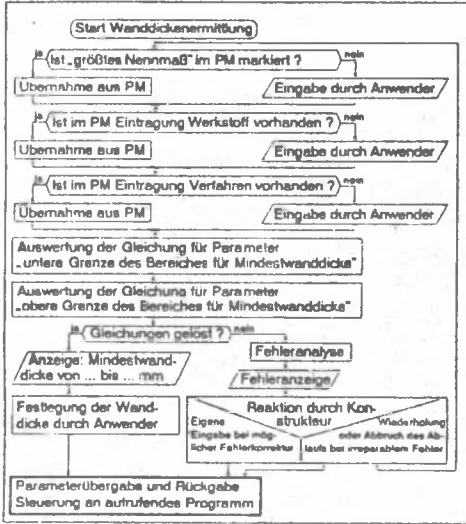 Start Wanddickenermittlung
ja Ist „größtes Nennmaß“ im PM markiert ? nein
Übernahme aus PM Eingabe durch Anwender
ja Ist im PM Eintragung Werkstoff vorhanden ? nein
Übernahme aus PM Eingabe durch Anwender
ja Ist im PM Eintragung Verfahren vorhanden ? nein
Übernahme aus PM Eingabe durch Anwender
Auswertung der Gleichung für Parameter
„untere Grenze des Bereiches für Mindestwanddicke“
Auswertung der Gleichung für Parameter
„obere Grenze des Bereiches für Mindestwanddicke“
ja Gleichungen gelöst ? nein
Anzeige: Mindestwand-
dicke von ... bis ... mm
Fehleranalyse
Fehleranzeige
Festlegung der Wand-
dicke durch Anwender
Reaktion durch Kon-
strukteur
Eigene
Eingabe bei mög-
licher Fehlerkorrektur
Wiederholung
oder Abbruch des Ab-
laufs bei irreparablem Fehler
Parameterübergabe und Rückgabe
Steuerung an aufrufendes Programm